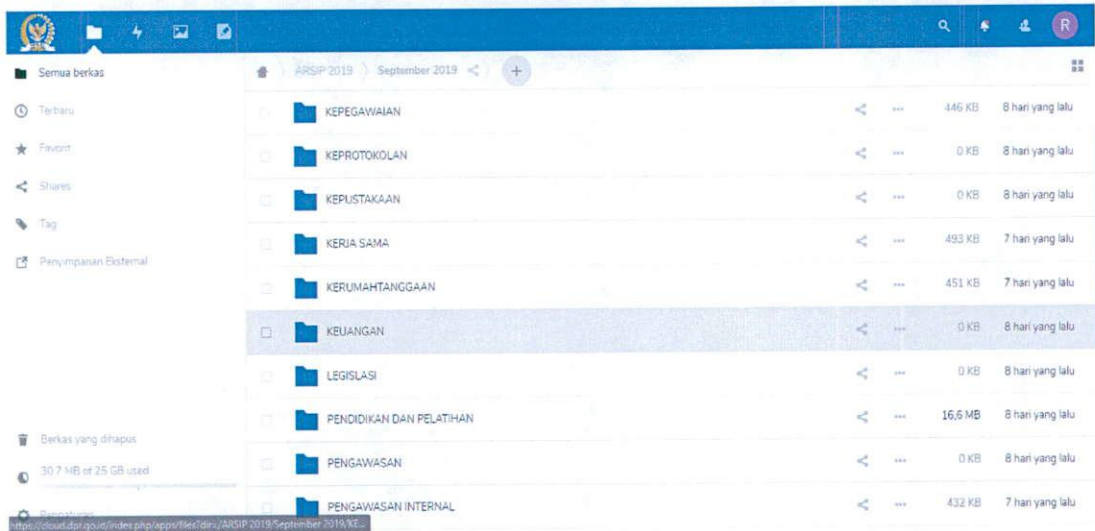 R
Semua berkas
ARSIP 2019 September 2019 +
Terbaru
KEPEGAWAIAN 446 KB 8 hari yang lalu
Favorit
KEPROTOKOLAN 0 KB 8 hari yang lalu
Shares
KEPUSTAKAAN 0 KB 8 hari yang lalu
Tag
KERJA SAMA 493 KB 7 hari yang lalu
Penyimpanan Eksternal
KERUMAHTANGGAAN 451 KB 7 hari yang lalu
KEUANGAN 0 KB 8 hari yang lalu
LEGISLASI 0 KB 8 hari yang lalu
PENDIDIKAN DAN PELATIHAN 16,6 MB 8 hari yang lalu
Berkas yang dihapus
PENGAWASAN 0 KB 8 hari yang lalu
30.7 MB of 25 GB used
PENGAWASAN INTERNAL 432 KB 7 hari yang lalu
Pengaturan
https://cloud.dpr.go.id/index.php/apps/files?dir=/ARSIP 2019/September 2019/KE...